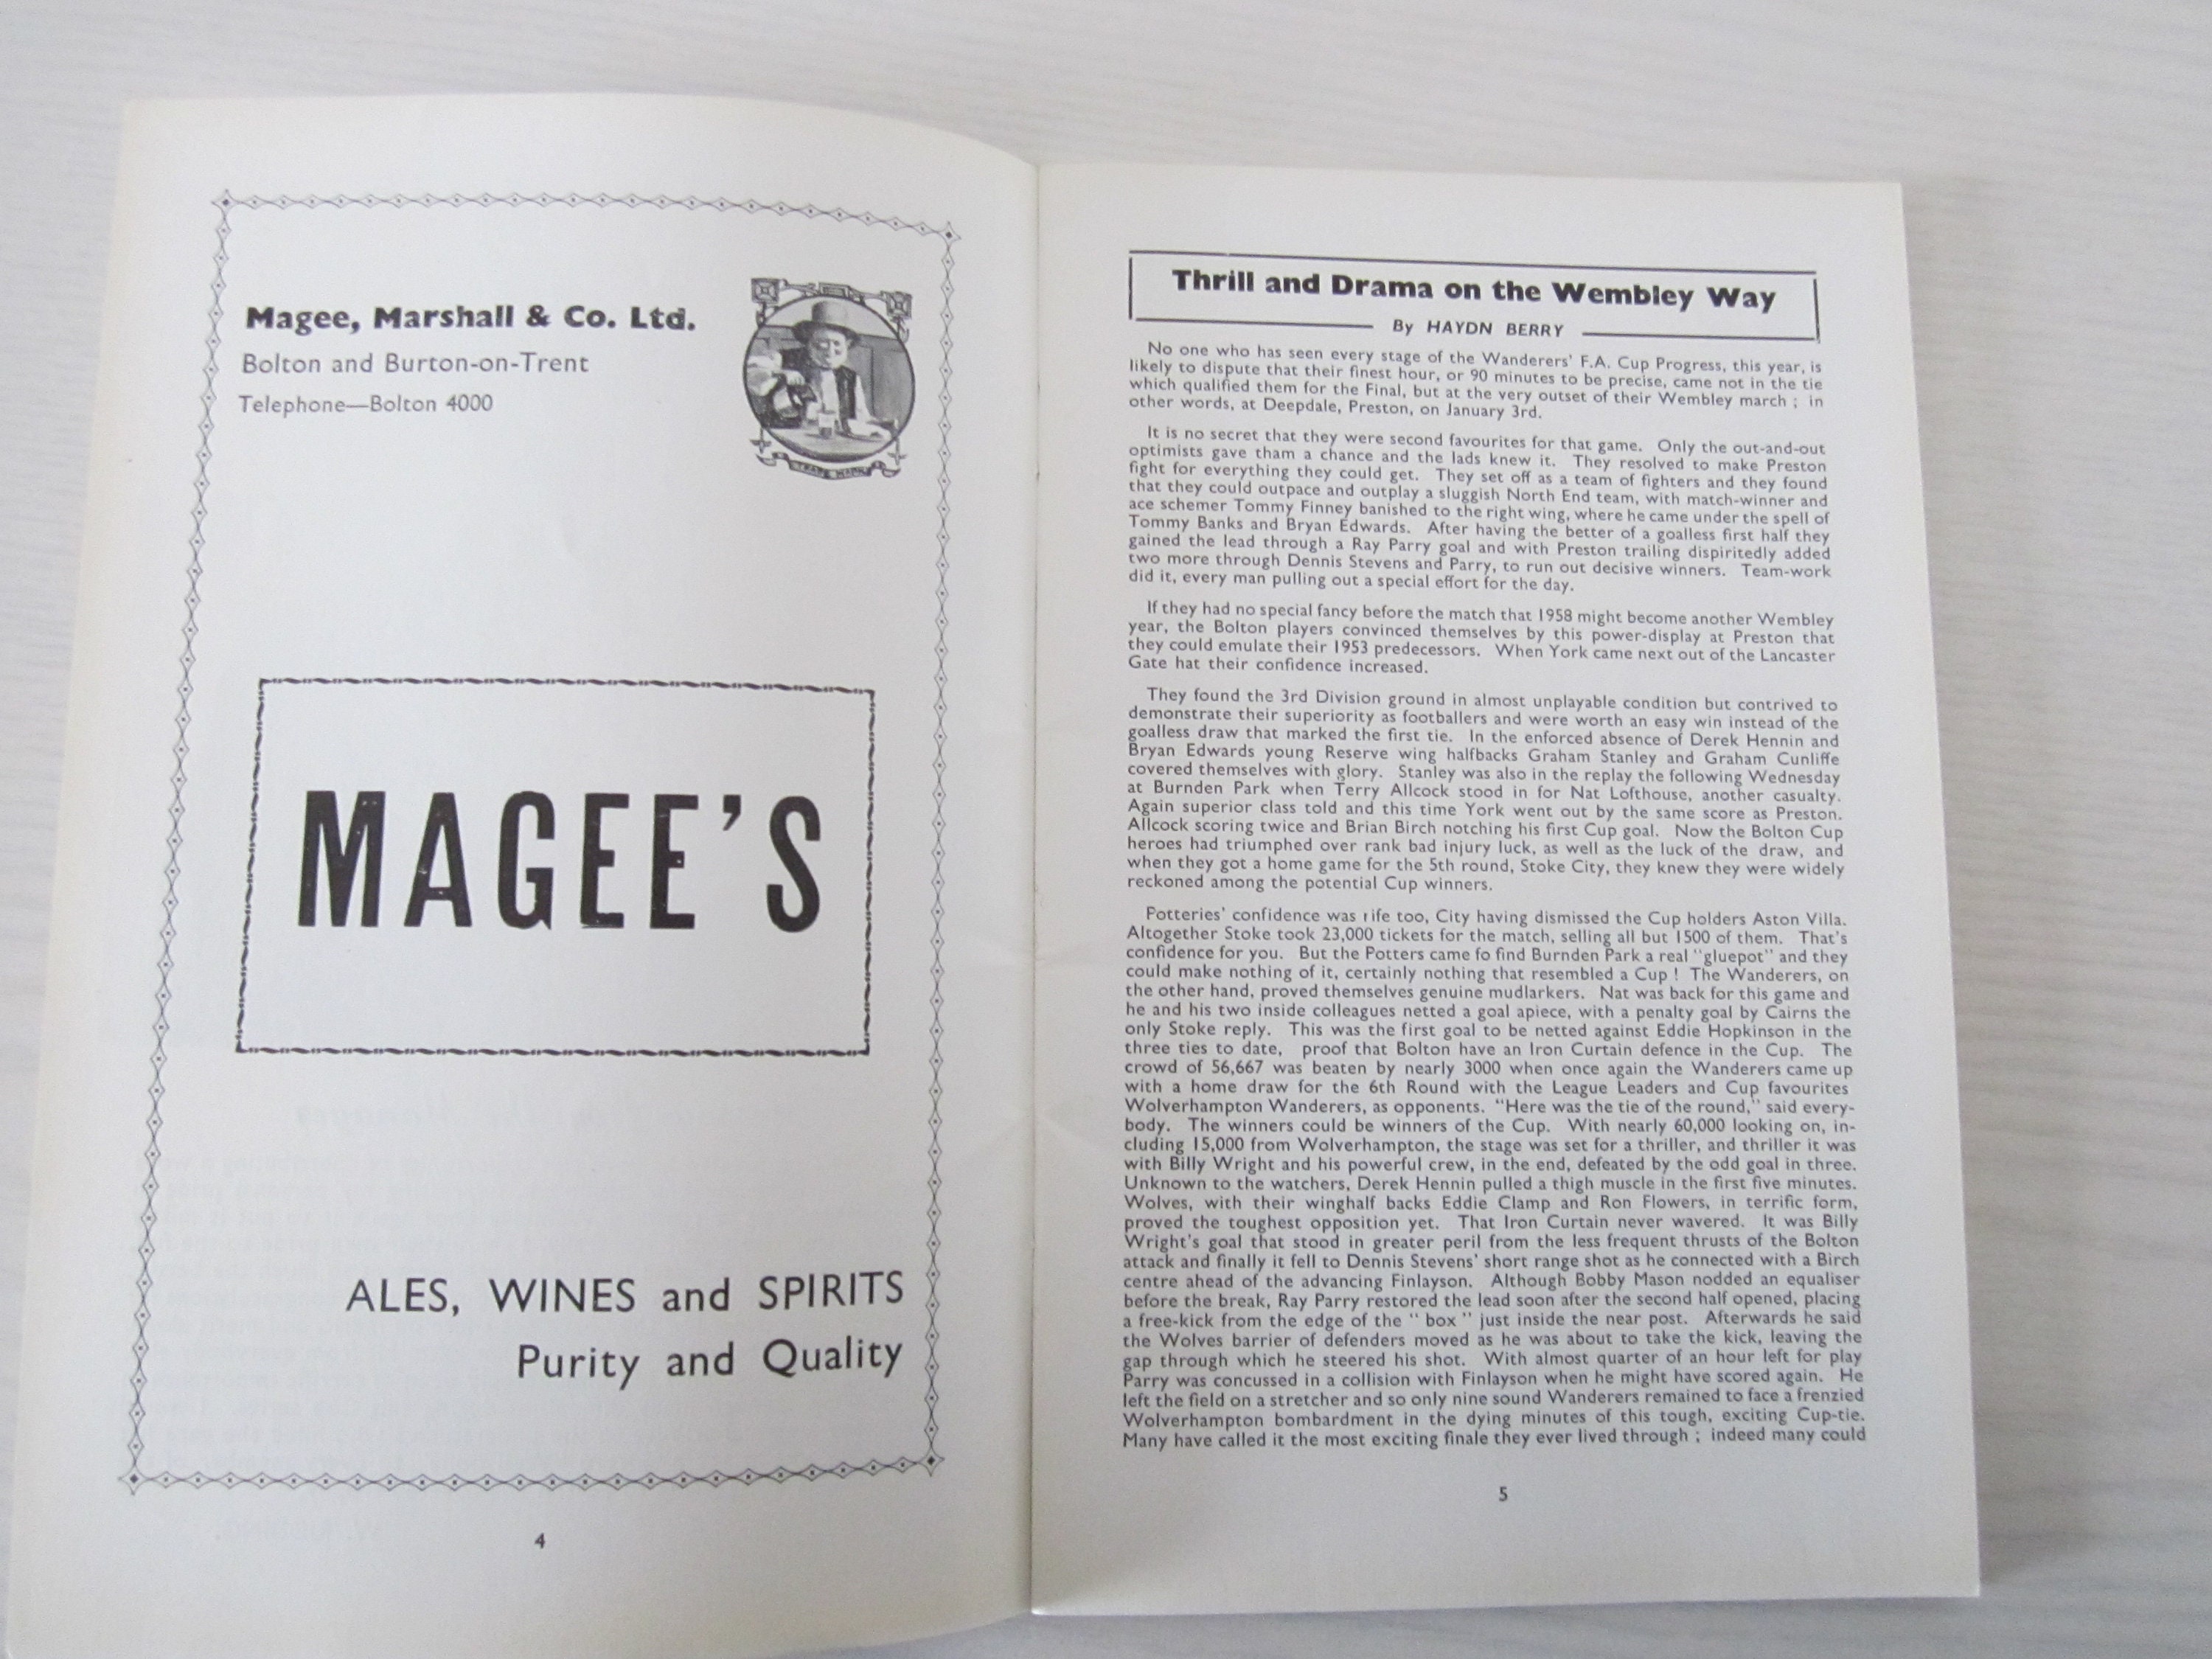 Magee, Marshall & Co. Ltd.
Bolton and Burton-on-Trent
Telephone—Bolton 4000
TRADE MARK
MAGEE'S
ALES, WINES and SPIRITS
Purity and Quality
4
Thrill and Drama on the Wembley Way
By HAYDN BERRY
No one who has seen every stage of the Wanderers' F.A. Cup Progress, this year, is
likely to dispute that their finest hour, or 90 minutes to be precise, came not in the tie
which qualified them for the Final, but at the very outset of their Wembley march ; in
other words, at Deepdale, Preston, on January 3rd.
It is no secret that they were second favourites for that game. Only the out-and-out
optimists gave tham a chance and the lads knew it. They resolved to make Preston
fight for everything they could get. They set off as a team of fighters and they found
that they could outpace and outplay a sluggish North End team, with match-winner and
ace schemer Tommy Finney banished to the right wing, where he came under the spell of
Tommy Banks and Bryan Edwards. After having the better of a goalless first half they
gained the lead through a Ray Parry goal and with Preston trailing dispiritedly added
two more through Dennis Stevens and Parry, to run out decisive winners. Team-work
did it, every man pulling out a special effort for the day.
If they had no special fancy before the match that 1958 might become another Wembley
year, the Bolton players convinced themselves by this power-display at Preston that
they could emulate their 1953 predecessors. When York came next out of the Lancaster
Gate hat their confidence increased.
They found the 3rd Division ground in almost unplayable condition but contrived to
demonstrate their superiority as footballers and were worth an easy win instead of the
goalless draw that marked the first tie. In the enforced absence of Derek Hennin and
Bryan Edwards young Reserve wing halfbacks Graham Stanley and Graham Cunliffe
covered themselves with glory. Stanley was also in the replay the following Wednesday
at Burnden Park when Terry Allcock stood in for Nat Lofthouse, another casualty.
Again superior class told and this time York went out by the same score as Preston.
Allcock scoring twice and Brian Birch notching his first Cup goal. Now the Bolton Cup
heroes had triumphed over rank bad injury luck, as well as the luck of the draw, and
when they got a home game for the 5th round, Stoke City, they knew they were widely
reckoned among the potential Cup winners.
Potteries' confidence was rife too, City having dismissed the Cup holders Aston Villa.
Altogether Stoke took 23,000 tickets for the match, selling all but 1500 of them. That's
confidence for you. But the Potters came fo find Burnden Park a real "gluepot" and they
could make nothing of it, certainly nothing that resembled a Cup ! The Wanderers, on
the other hand, proved themselves genuine mudlarkers. Nat was back for this game and
he and his two inside colleagues netted a goal apiece, with a penalty goal by Cairns the
only Stoke reply. This was the first goal to be netted against Eddie Hopkinson in the
three ties to date, proof that Bolton have an Iron Curtain defence in the Cup. The
crowd of 56,667 was beaten by nearly 3000 when once again the Wanderers came up
with a home draw for the 6th Round with the League Leaders and Cup favourites
Wolverhampton Wanderers, as opponents. "Here was the tie of the round," said every-
body. The winners could be winners of the Cup. With nearly 60,000 looking on, in-
cluding 15,000 from Wolverhampton, the stage was set for a thriller, and thriller it was
with Billy Wright and his powerful crew, in the end, defeated by the odd goal in three.
Unknown to the watchers, Derek Hennin pulled a thigh muscle in the first five minutes.
Wolves, with their winghalf backs Eddie Clamp and Ron Flowers, in terrific form,
proved the toughest opposition yet. That Iron Curtain never wavered. It was Billy
Wright's goal that stood in greater peril from the less frequent thrusts of the Bolton
attack and finally it fell to Dennis Stevens' short range shot as he connected with a Birch
centre ahead of the advancing Finlayson. Although Bobby Mason nodded an equaliser
before the break, Ray Parry restored the lead soon after the second half opened, placing
a free-kick from the edge of the " box " just inside the near post. Afterwards he said
the Wolves barrier of defenders moved as he was about to take the kick, leaving the
gap through which he steered his shot. With almost quarter of an hour left for play
Parry was concussed in a collision with Finlayson when he might have scored again. He
left the field on a stretcher and so only nine sound Wanderers remained to face a frenzied
Wolverhampton bombardment in the dying minutes of this tough, exciting Cup-tie.
Many have called it the most exciting finale they ever lived through ; indeed many could
5